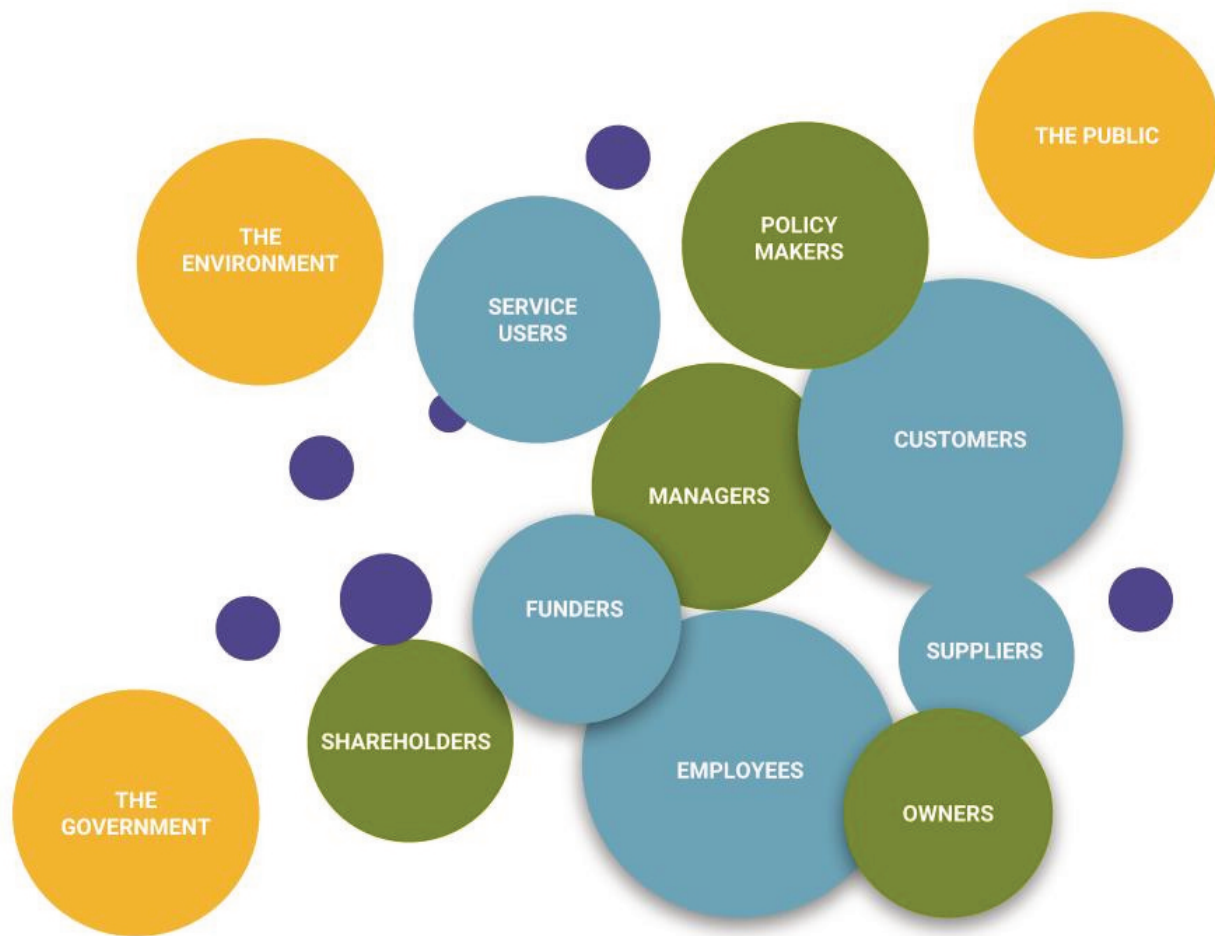 THE PUBLIC
POLICY
MAKERS
THE
ENVIRONMENT
SERVICE
USERS
CUSTOMERS
MANAGERS
FUNDERS
SUPPLIERS
SHAREHOLDERS
EMPLOYEES
THE
GOVERNMENT
OWNERS